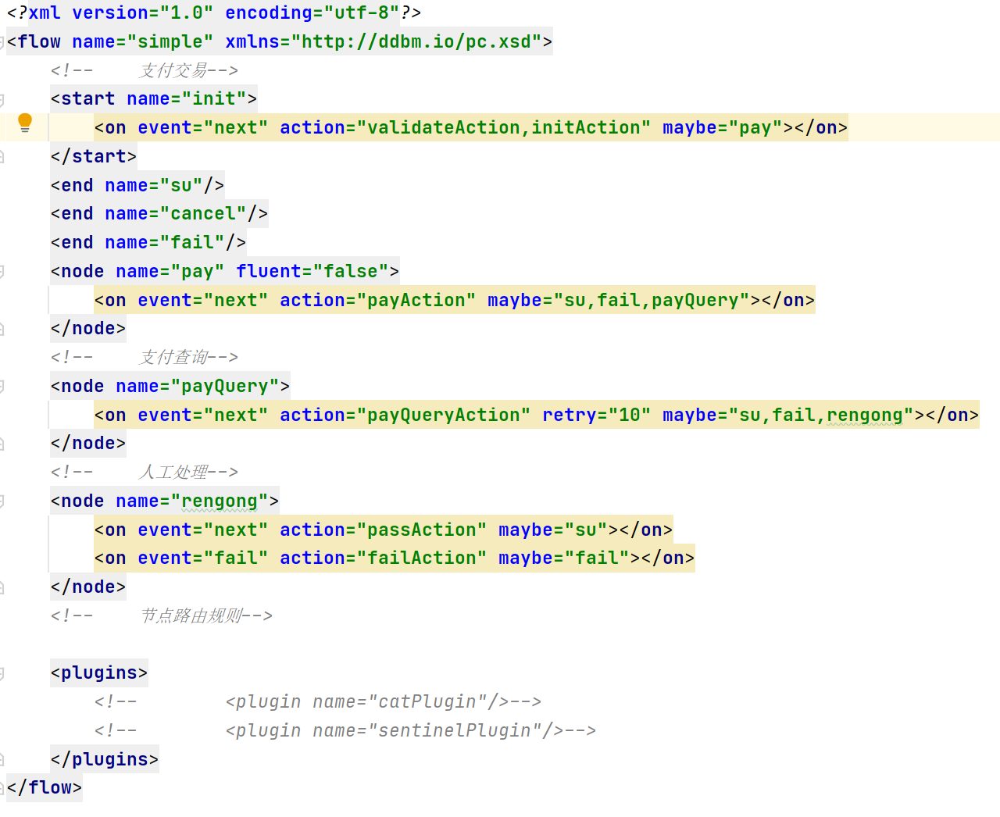 <?xml version="1.0" encoding="utf-8"?>
<flow name="simple" xmlns="http://ddbm.io/pc.xsd">
    <!--    支付交易-->
    <start name="init">
        <on event="next" action="validateAction,initAction" maybe="pay"></on>
    </start>
    <end name="su"/>
    <end name="cancel"/>
    <end name="fail"/>
    <node name="pay" fluent="false">
        <on event="next" action="payAction" maybe="su,fail,payQuery"></on>
    </node>
    <!--    支付查询-->
    <node name="payQuery">
        <on event="next" action="payQueryAction" retry="10" maybe="su,fail,rengong"></on>
    </node>
    <!--    人工处理-->
    <node name="rengong">
        <on event="next" action="passAction" maybe="su"></on>
        <on event="fail" action="failAction" maybe="fail"></on>
    </node>
    <!--    节点路由规则-->

    <plugins>
        <!--        <plugin name="catPlugin"/>-->
        <!--        <plugin name="sentinelPlugin"/>-->
    </plugins>
</flow>